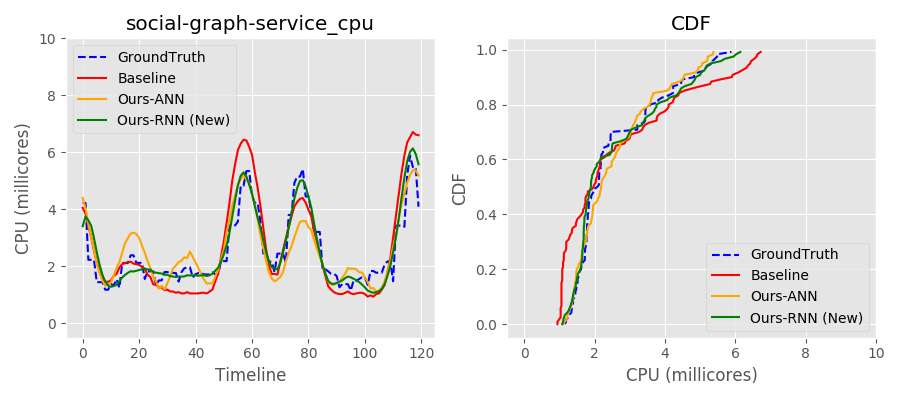 social-graph-service_cpu
10
8
6
4
2
0
CPU (millicores)
GroundTruth
Baseline
Ours-ANN
Ours-RNN (New)
0 20 40 60 80 100 120
Timeline
CDF
1.0
0.8
0.6
0.4
0.2
0.0
CDF
GroundTruth
Baseline
Ours-ANN
Ours-RNN (New)
0 2 4 6 8 10
CPU (millicores)